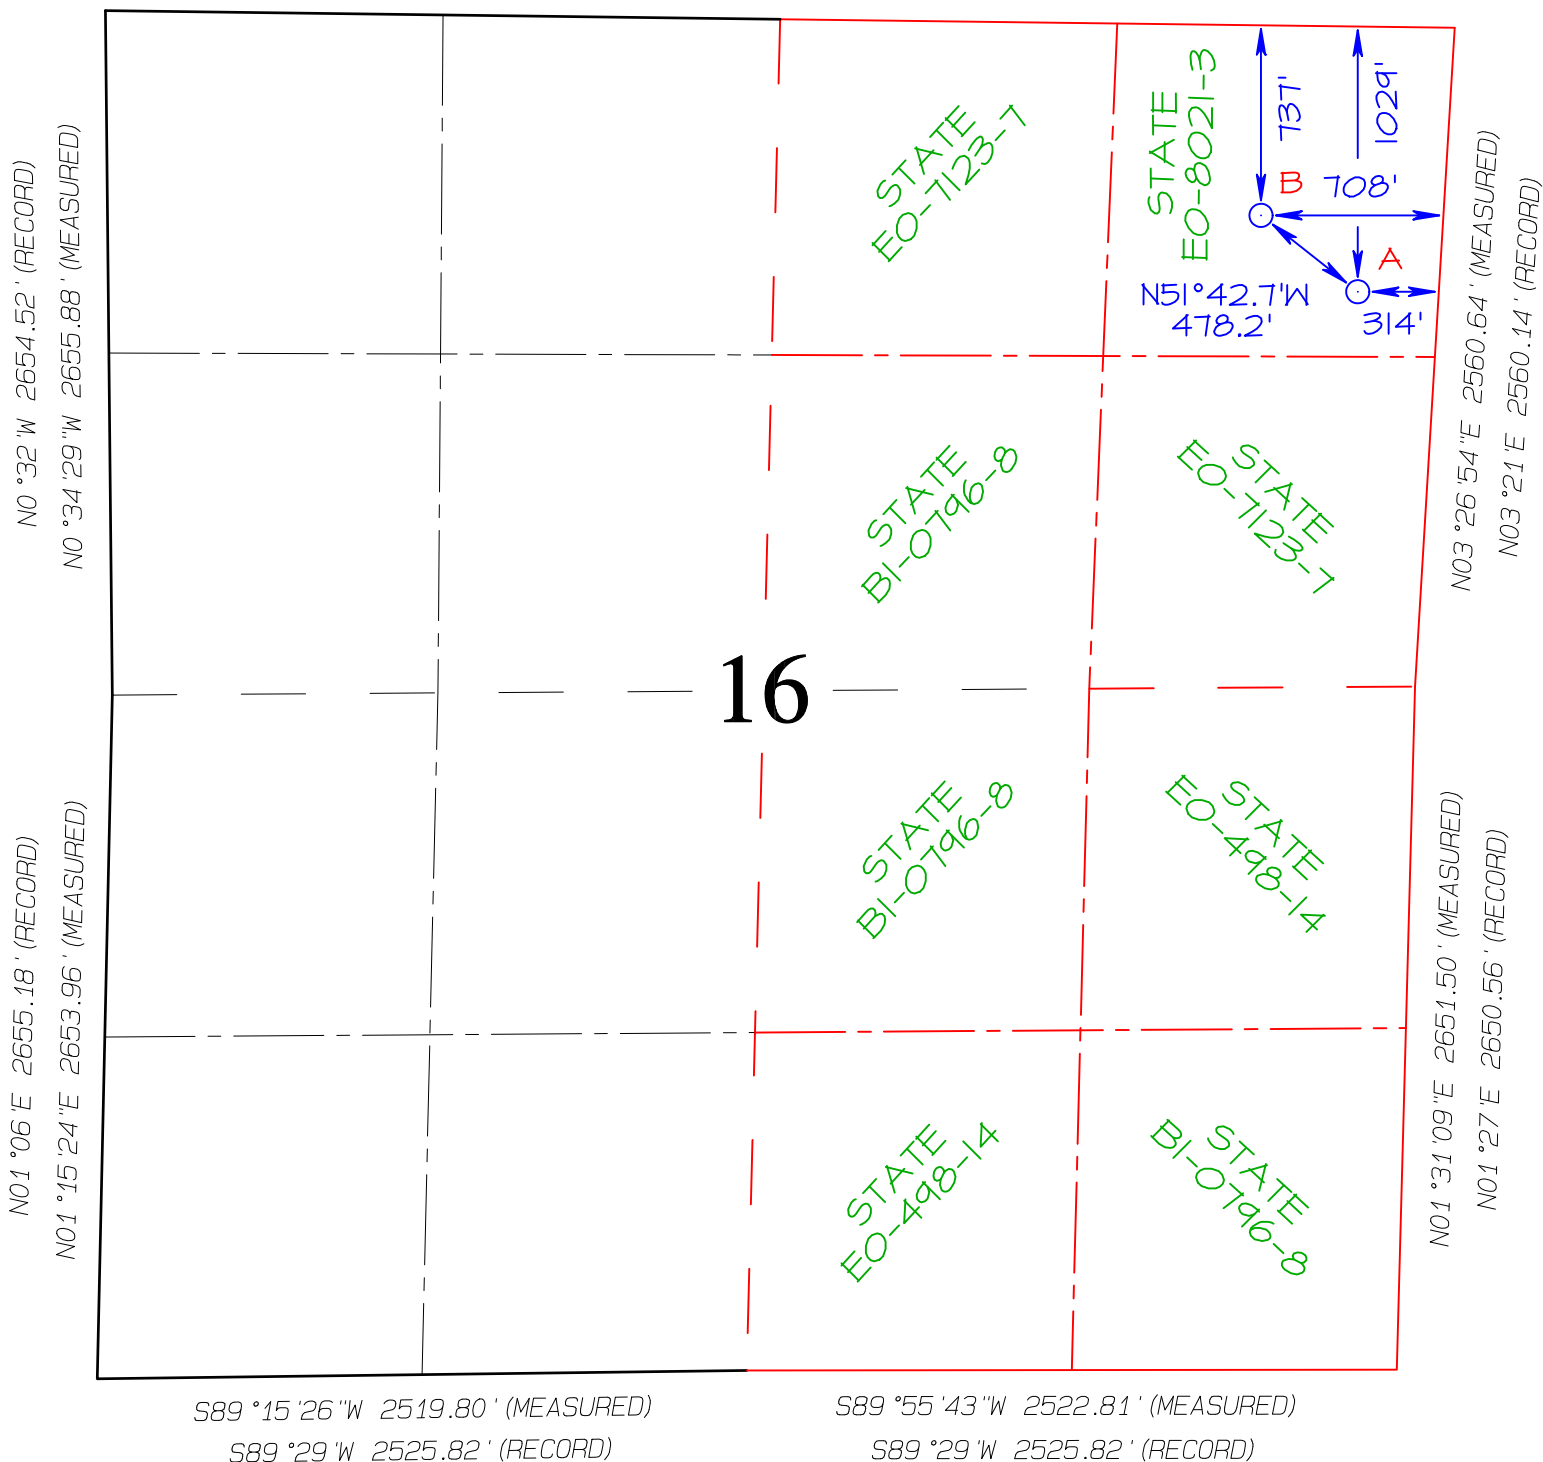 STATE
EO-7123-7
STATE
EO-8021-3
737'
1029'
B
708'
A
N51°42.7'W
478.2'
314'
N0°32'W 2654.52' (RECORD)
N0°34'29"W 2655.88' (MEASURED)
N03°26'54"E 2560.64' (MEASURED)
N03°21'E 2560.14' (RECORD)
STATE
B1-0796-8
STATE
EO-7123-7
16
STATE
B1-0796-8
STATE
EO-498-14
N01°06'E 2655.18' (RECORD)
N01°15'24"E 2653.96' (MEASURED)
N01°31'09"E 2651.50' (MEASURED)
N01°27'E 2650.56' (RECORD)
STATE
EO-498-14
STATE
B1-0796-8
S89°15'26"W 2519.80' (MEASURED)
S89°29'W 2525.82' (RECORD)
S89°55'43"W 2522.81' (MEASURED)
S89°29'W 2525.82' (RECORD)